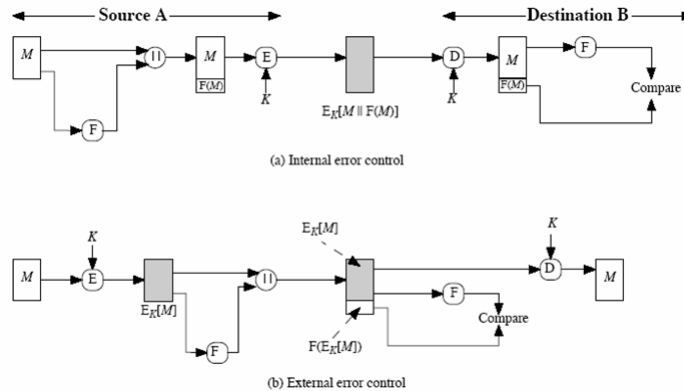 Source A
Destination B
M
F
||
M
F(M)
E
K
E_K[M || F(M)]
D
K
M
F(M)
F
Compare
(a) Internal error control
M
K
E
E_K[M]
F
||
E_K[M]
F(E_K[M])
F
Compare
K
D
M
(b) External error control